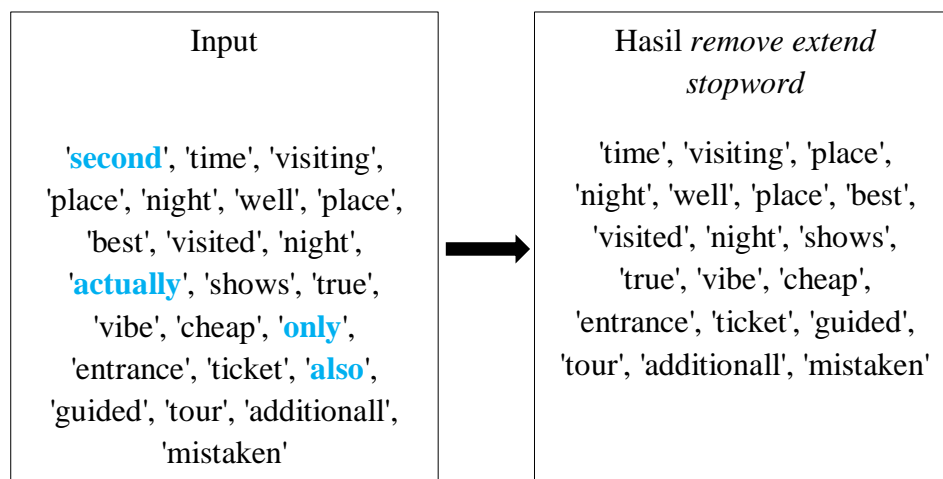 Input
'second', 'time', 'visiting',
'place', 'night', 'well', 'place',
'best', 'visited', 'night',
'actually', 'shows', 'true',
'vibe', 'cheap', 'only',
'entrance', 'ticket', 'also',
'guided', 'tour', 'additionall',
'mistaken'
Hasil remove extend
stopword
'time', 'visiting', 'place',
'night', 'well', 'place', 'best',
'visited', 'night', 'shows',
'true', 'vibe', 'cheap',
'entrance', 'ticket', 'guided',
'tour', 'additionall', 'mistaken'